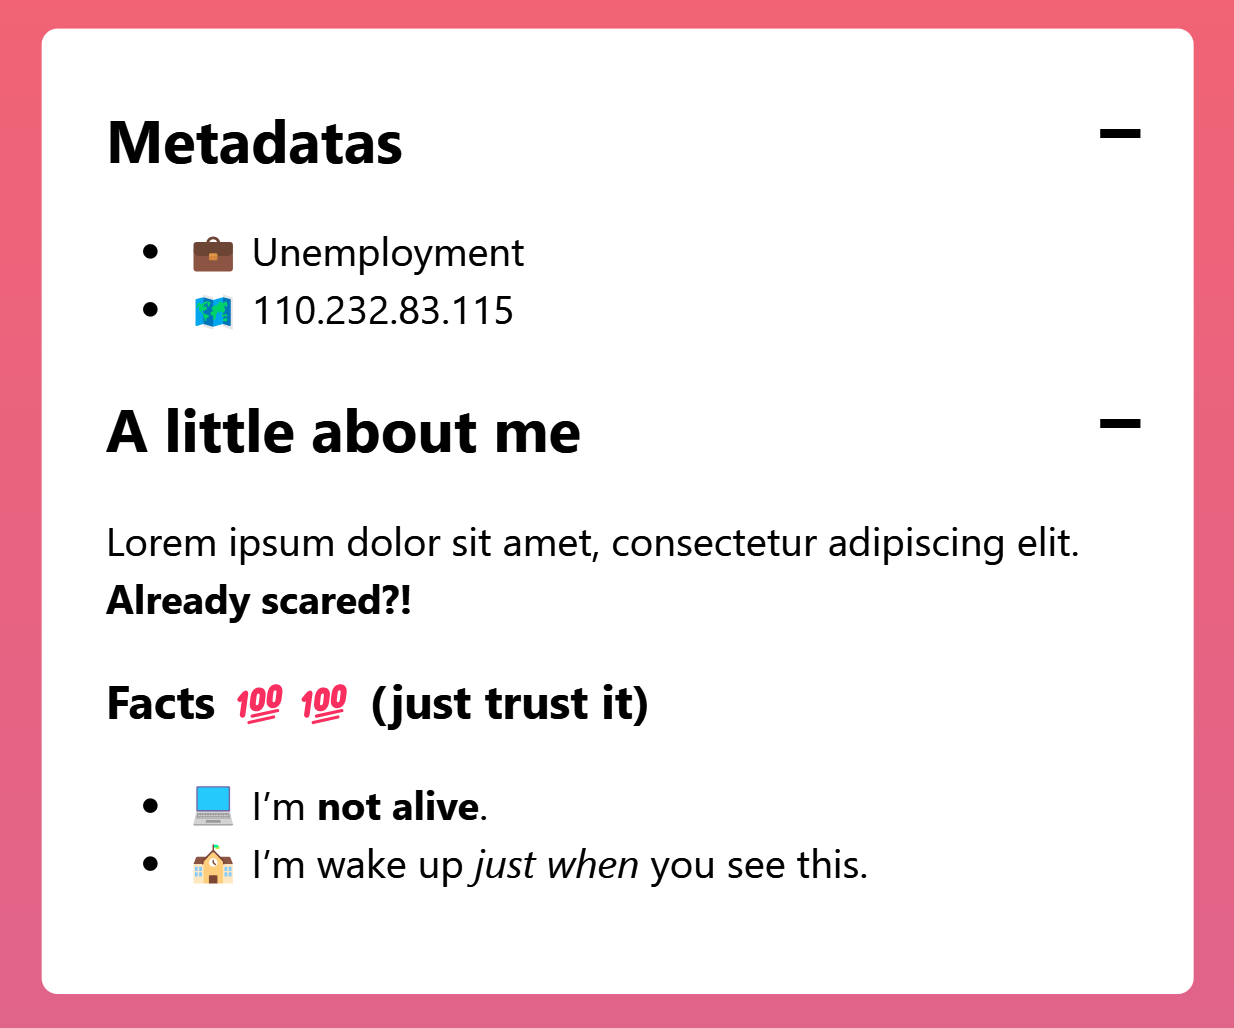 Metadatas
💼 Unemployment
🗺️ 110.232.83.115
A little about me
Lorem ipsum dolor sit amet, consectetur adipiscing elit.
Already scared?!
Facts 💯 💯 (just trust it)
💻 I’m not alive.
🏫 I’m wake up just when you see this.